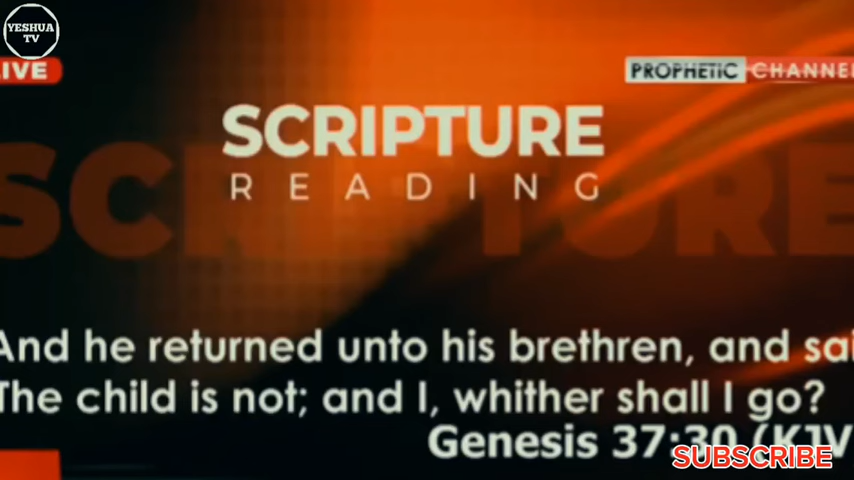 YESHUA
TV
LIVE
PROPHETIC CHANNEL
SCRIPTURE
READING
SCRIPTURE
And he returned unto his brethren, and sai
The child is not; and I, whither shall I go?
Genesis 37:30 (KJV
SUBSCRIBE